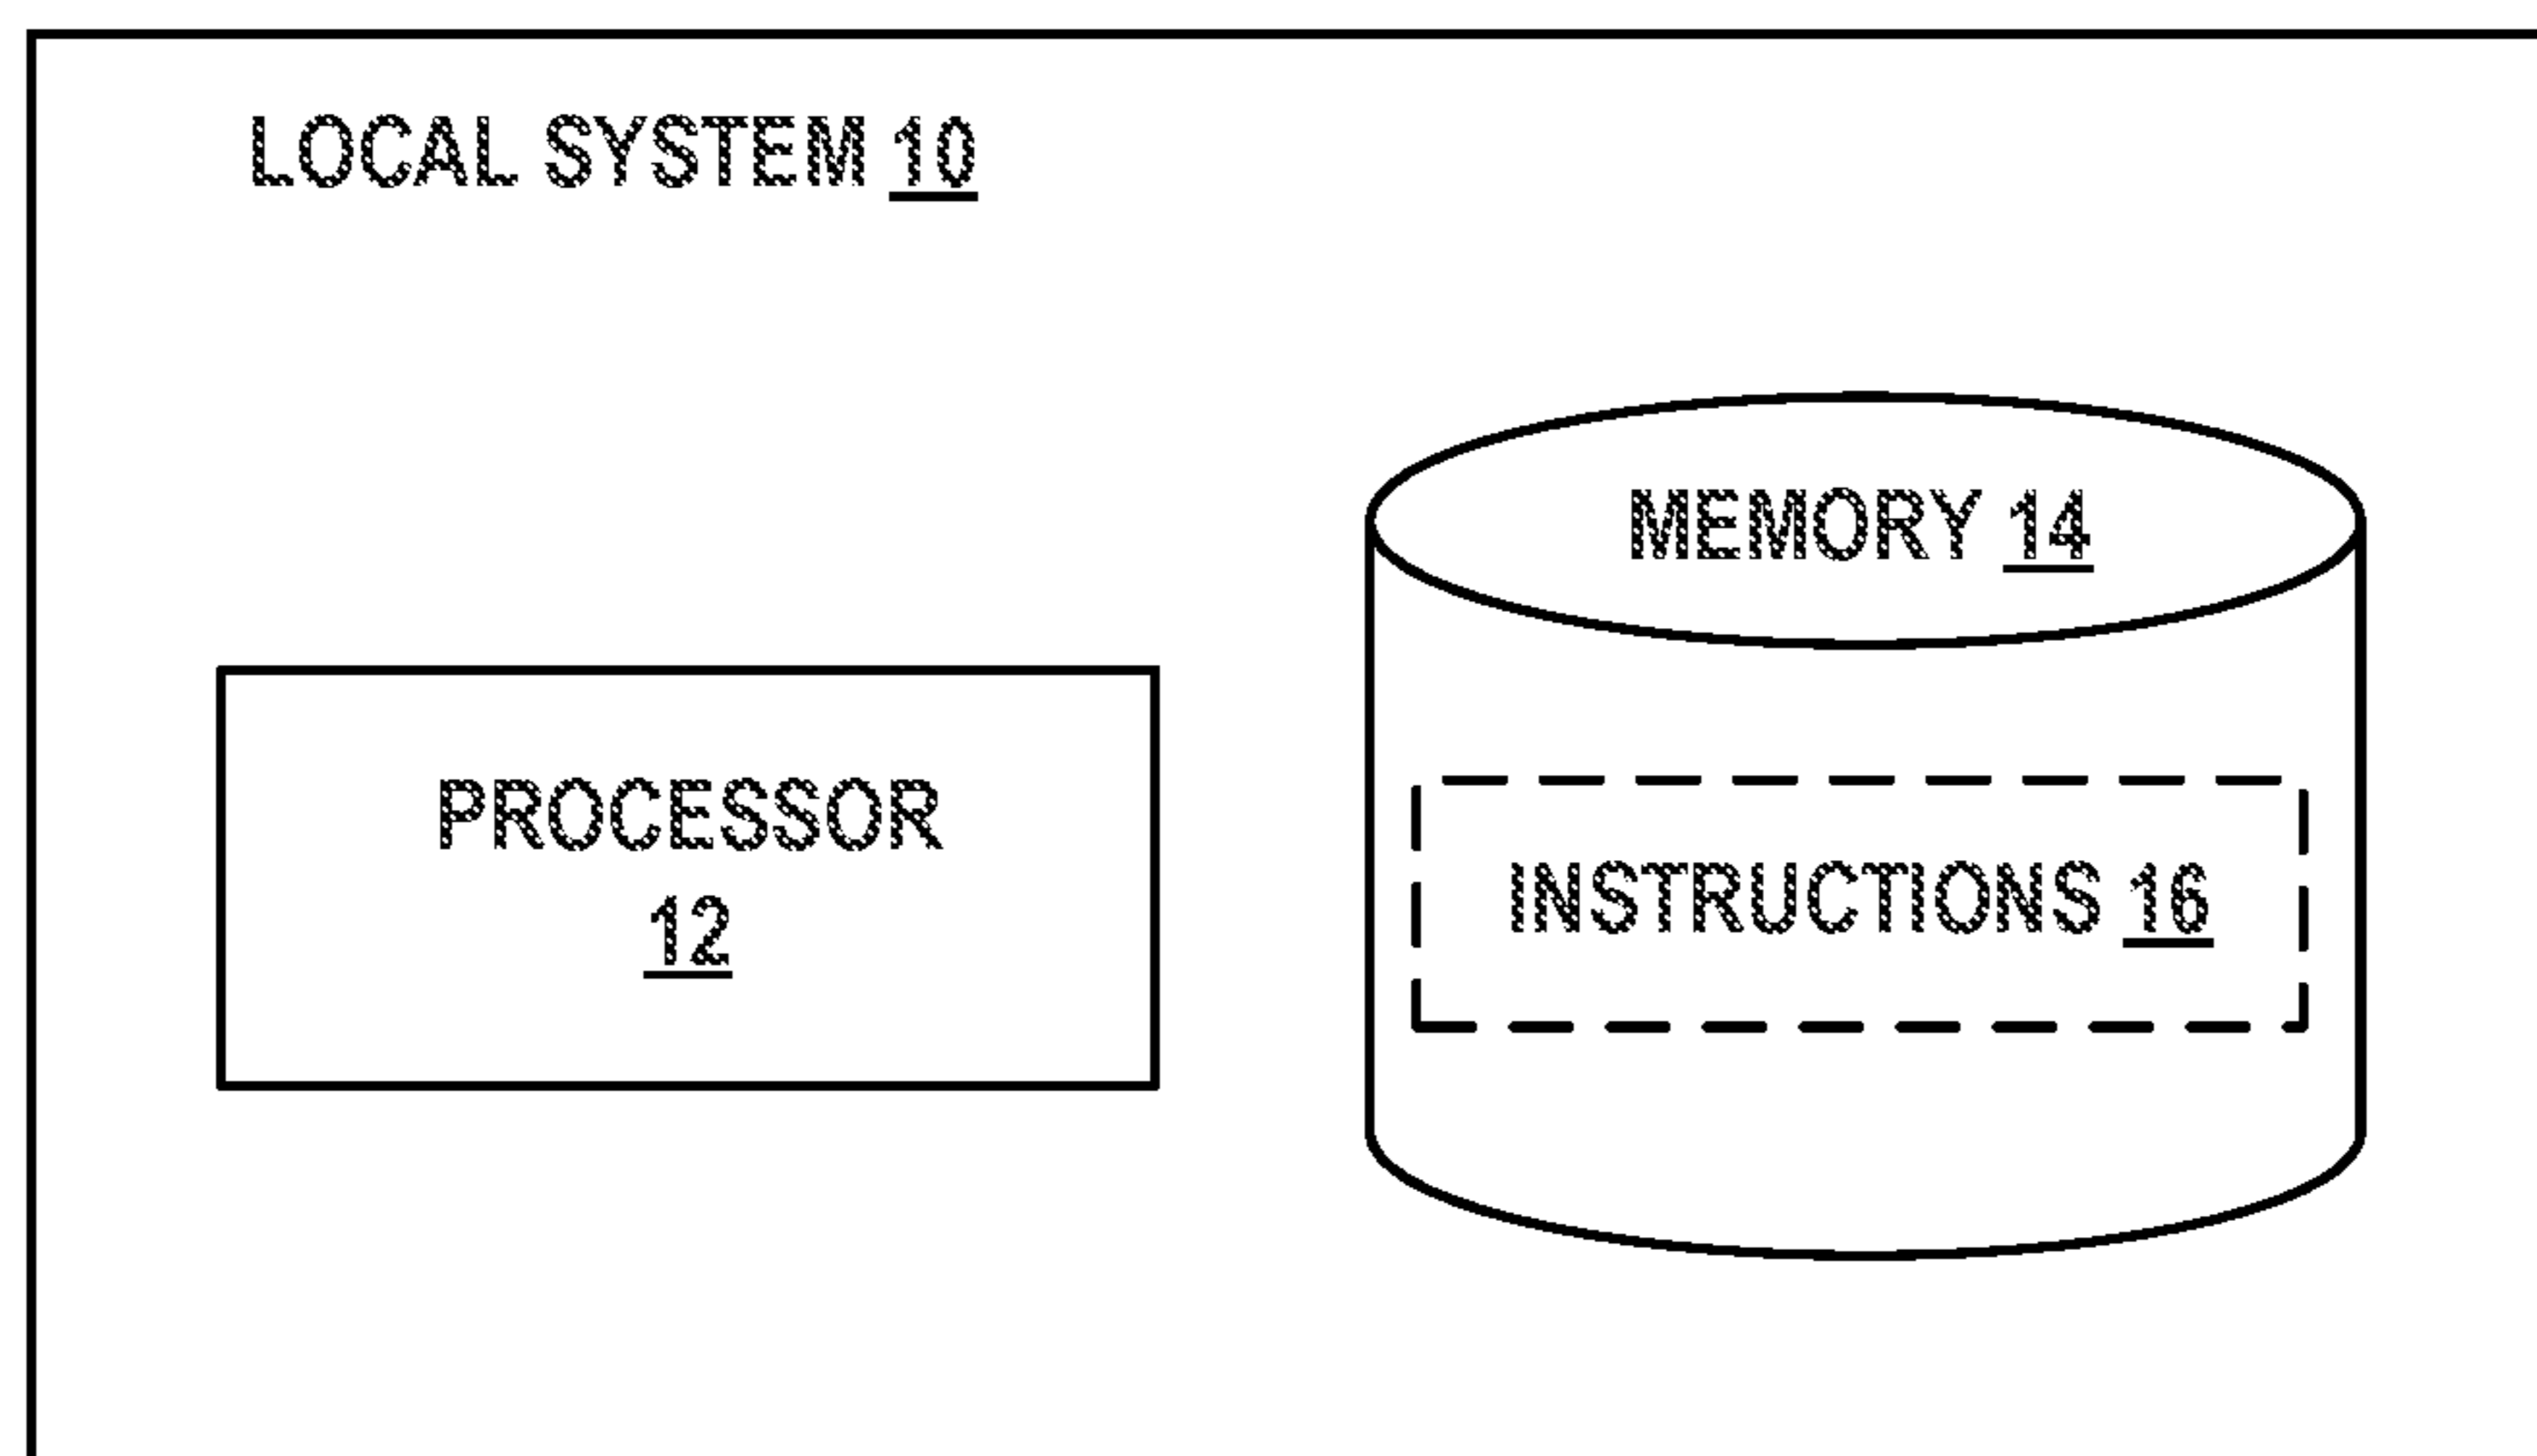 LOCAL SYSTEM 10
MEMORY 14
PROCESSOR
12
INSTRUCTIONS 16